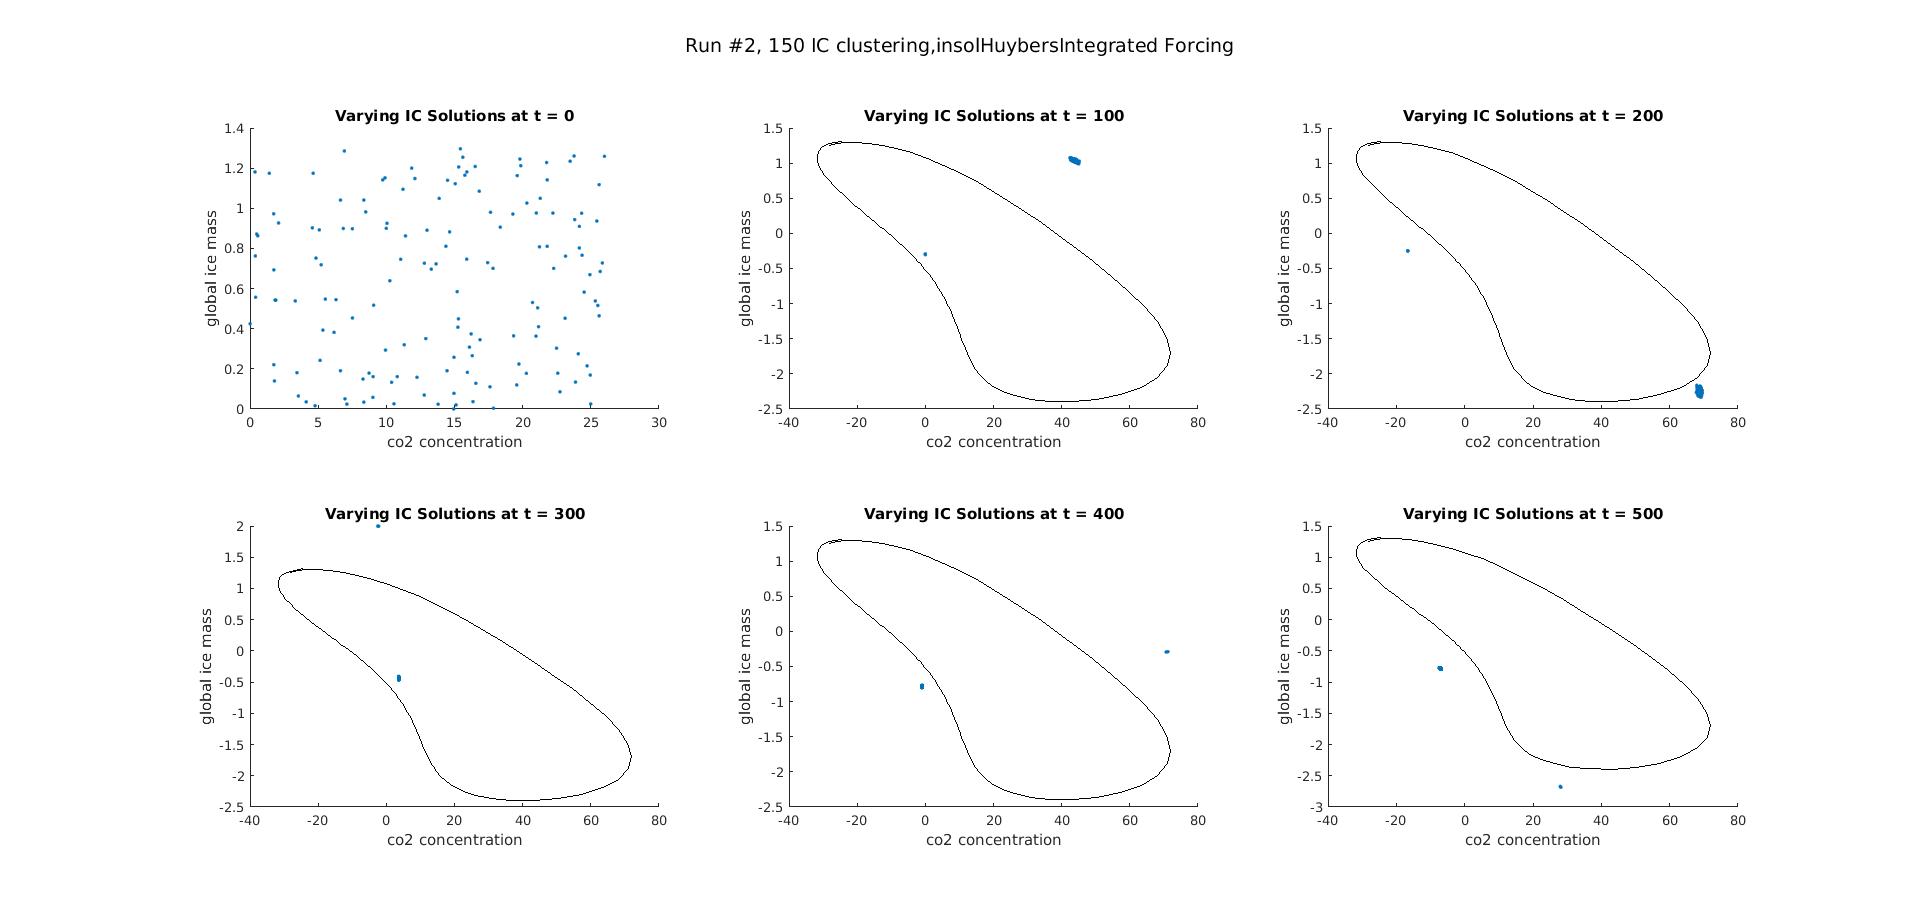 Run #2, 150 IC clustering,insolHuybersIntegrated Forcing
Varying IC Solutions at t = 0
1.4
1.2
1
0.8
0.6
0.4
0.2
0
global ice mass
0 5 10 15 20 25 30
co2 concentration
Varying IC Solutions at t = 100
1.5
1
0.5
0
-0.5
-1
-1.5
-2
-2.5
global ice mass
-40 -20 0 20 40 60 80
co2 concentration
Varying IC Solutions at t = 200
1.5
1
0.5
0
-0.5
-1
-1.5
-2
-2.5
global ice mass
-40 -20 0 20 40 60 80
co2 concentration
Varying IC Solutions at t = 300
2
1.5
1
0.5
0
-0.5
-1
-1.5
-2
-2.5
global ice mass
-40 -20 0 20 40 60 80
co2 concentration
Varying IC Solutions at t = 400
1.5
1
0.5
0
-0.5
-1
-1.5
-2
-2.5
global ice mass
-40 -20 0 20 40 60 80
co2 concentration
Varying IC Solutions at t = 500
1.5
1
0.5
0
-0.5
-1
-1.5
-2
-2.5
-3
global ice mass
-40 -20 0 20 40 60 80
co2 concentration